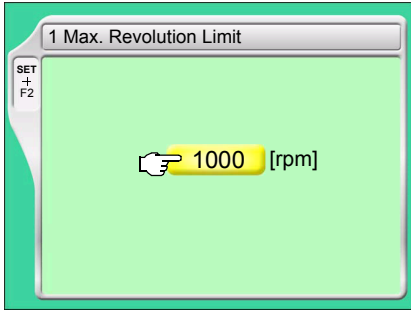 1 Max. Revolution Limit
SET
+
F2
1000 [rpm]